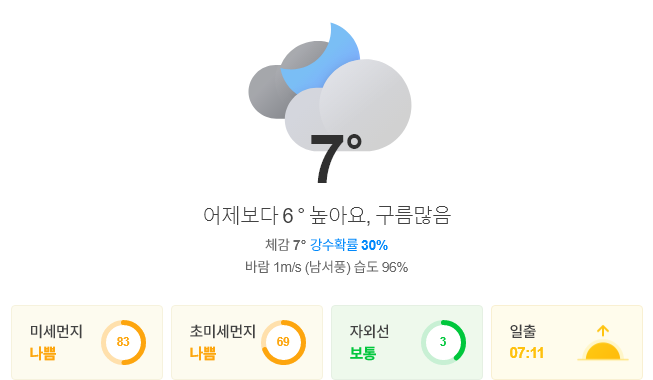 7°
어제보다 6° 높아요, 구름많음
체감 7° 강수확률 30%
바람 1m/s (남서풍) 습도 96%
미세먼지
나쁨
83
초미세먼지
나쁨
69
자외선
보통
3
일출
07:11